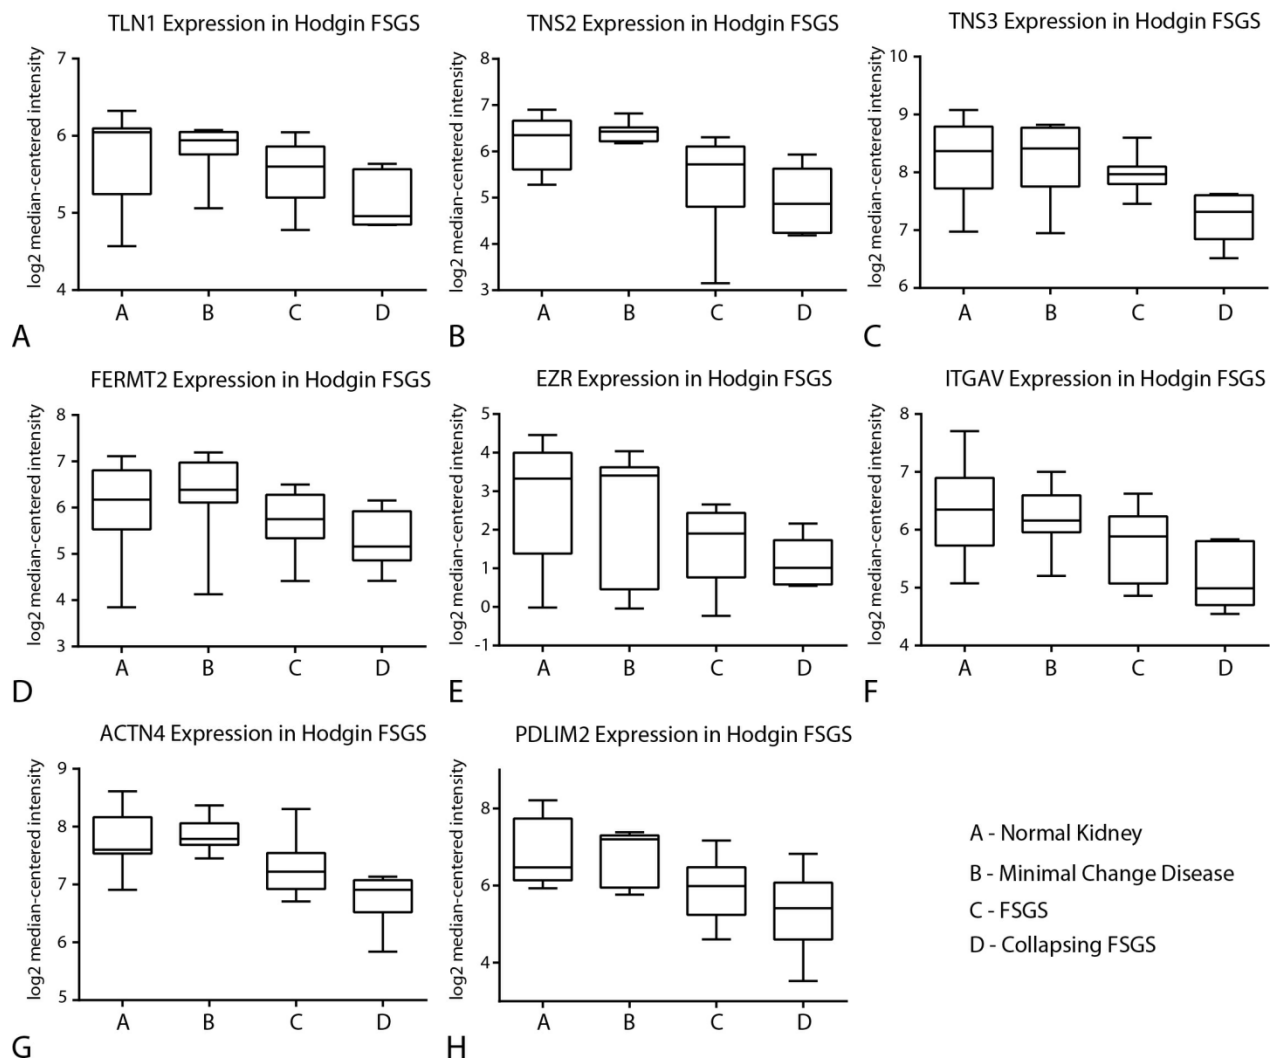 TLN1 Expression in Hodgin FSGS
log2 median-centered intensity
7
6
5
4
A B C D
A
TNS2 Expression in Hodgin FSGS
log2 median-centered intensity
8
7
6
5
4
3
A B C D
B
TNS3 Expression in Hodgin FSGS
log2 median-centered intensity
10
9
8
7
6
A B C D
C
FERMT2 Expression in Hodgin FSGS
log2 median-centered intensity
8
7
6
5
4
3
A B C D
D
EZR Expression in Hodgin FSGS
log2 median-centered intensity
5
4
3
2
1
0
-1
A B C D
E
ITGAV Expression in Hodgin FSGS
log2 median-centered intensity
8
7
6
5
4
A B C D
F
ACTN4 Expression in Hodgin FSGS
log2 median-centered intensity
9
8
7
6
5
A B C D
G
PDLIM2 Expression in Hodgin FSGS
log2 median-centered intensity
8
6
4
A B C D
H
A - Normal Kidney
B - Minimal Change Disease
C - FSGS
D - Collapsing FSGS